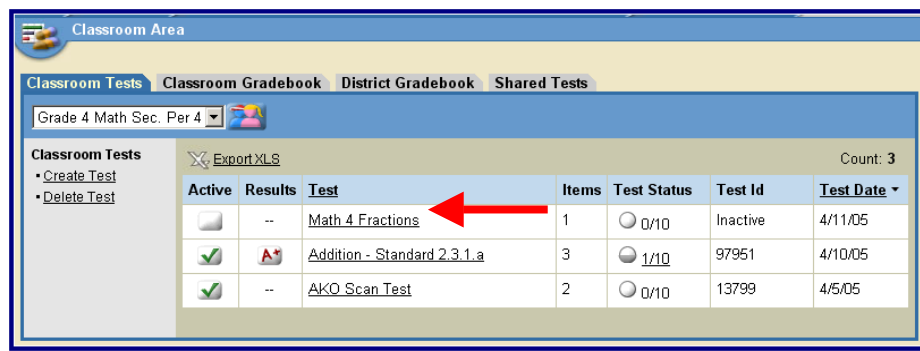 Classroom Area
Classroom Tests Classroom Gradebook District Gradebook Shared Tests
Grade 4 Math Sec. Per 4
Classroom Tests
• Create Test
• Delete Test
Export XLS Count: 3
Active Results Test Items Test Status Test Id Test Date
-- Math 4 Fractions 1 0/10 Inactive 4/11/05
A+ Addition - Standard 2.3.1.a 3 1/10 97951 4/10/05
-- AKO Scan Test 2 0/10 13799 4/5/05